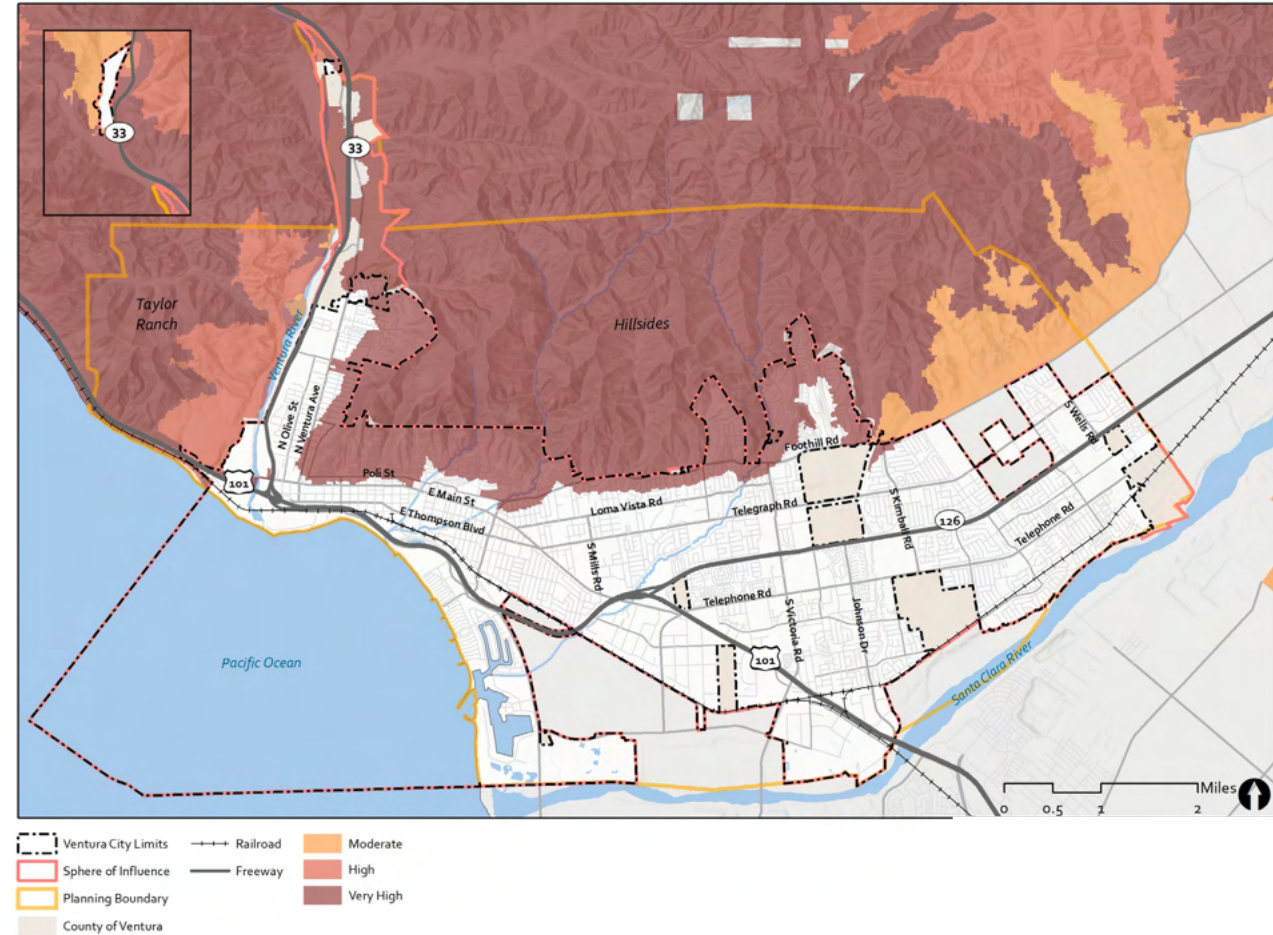 33
33
Taylor
Ranch
Hillsides
Ventura River
N Olive St
N Ventura Ave
S Wells Rd
Foothill Rd
Poli St
101
E Main St
Loma Vista Rd
Telegraph Rd
S Kimball Rd
126
E Thompson Blvd
Telephone Rd
S Mills Rd
Telephone Rd
S Victoria Rd
Johnson Dr
101
Pacific Ocean
Santa Clara River
Miles
0 0.5 1 2
Ventura City Limits
Sphere of Influence
Planning Boundary
County of Ventura
Railroad
Freeway
Moderate
High
Very High